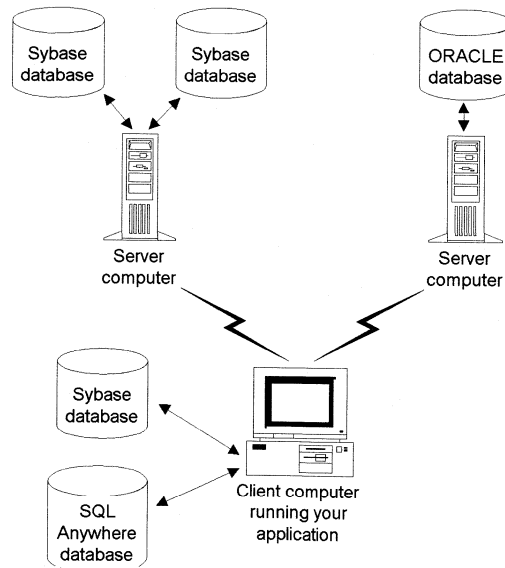 Sybase
database
Sybase
database
ORACLE
database
Server
computer
Server
computer
Sybase
database
SQL
Anywhere
database
Client computer
running your
application